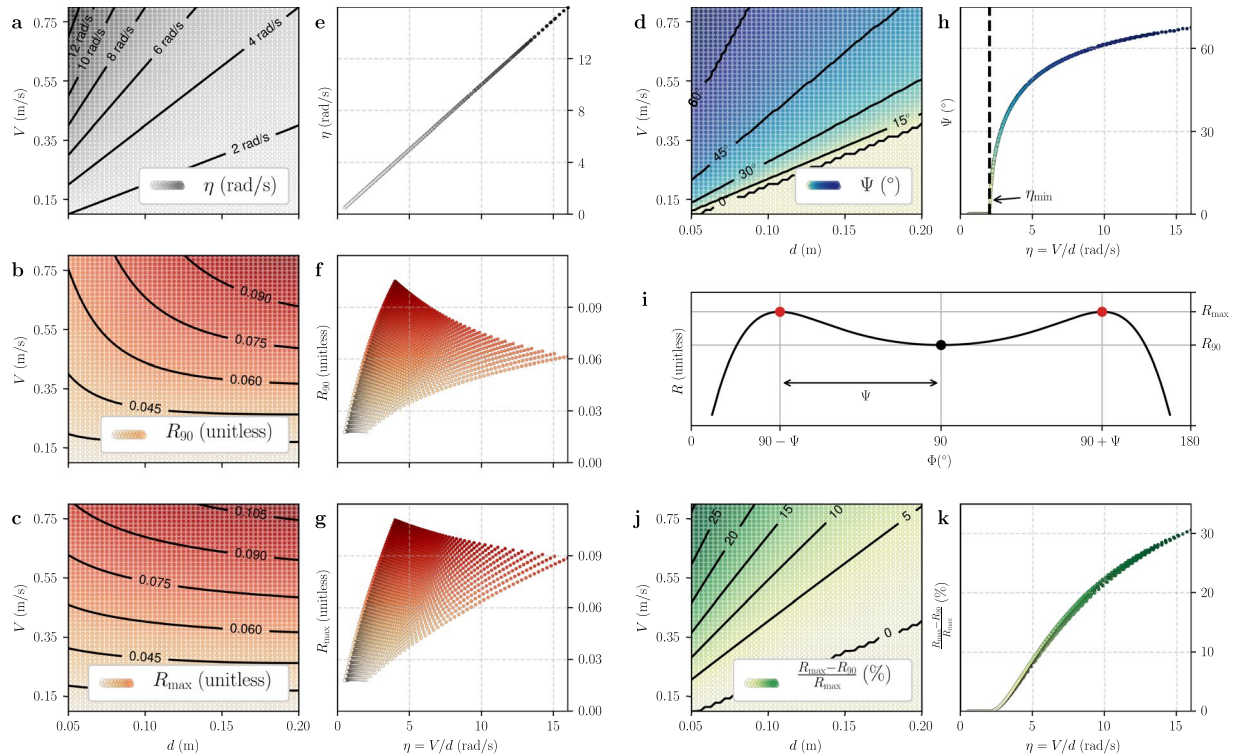 a
0.75
0.55
0.35
0.15
V (m/s)
12 rad/s
10 rad/s
8 rad/s
6 rad/s
4 rad/s
2 rad/s
η (rad/s)
e
η (rad/s)
12
8
4
0
d
0.75
0.55
0.35
0.15
V (m/s)
60
45
30°
15°
0
Ψ (°)
0.05
0.10
0.15
0.20
d (m)
h
Ψ (°)
60
30
0
η_min
0
5
10
15
η = V/d (rad/s)
b
0.75
0.55
0.35
0.15
V (m/s)
0.090
0.075
0.060
0.045
R_90 (unitless)
f
R_90 (unitless)
0.09
0.06
0.03
0.00
i
R (unitless)
R_max
R_90
Ψ
0
90 − Ψ
90
90 + Ψ
180
Φ(°)
c
0.75
0.55
0.35
0.15
V (m/s)
0.105
0.090
0.075
0.060
0.045
R_max (unitless)
0.05
0.10
0.15
0.20
d (m)
g
R_max (unitless)
0.09
0.06
0.03
0.00
0
5
10
15
η = V/d (rad/s)
j
0.75
0.55
0.35
0.15
V (m/s)
25
20
15
10
5
0
(R_max−R_90)/R_max (%)
0.05
0.10
0.15
0.20
d (m)
k
(R_max−R_90)/R_max (%)
30
20
10
0
0
5
10
15
η = V/d (rad/s)